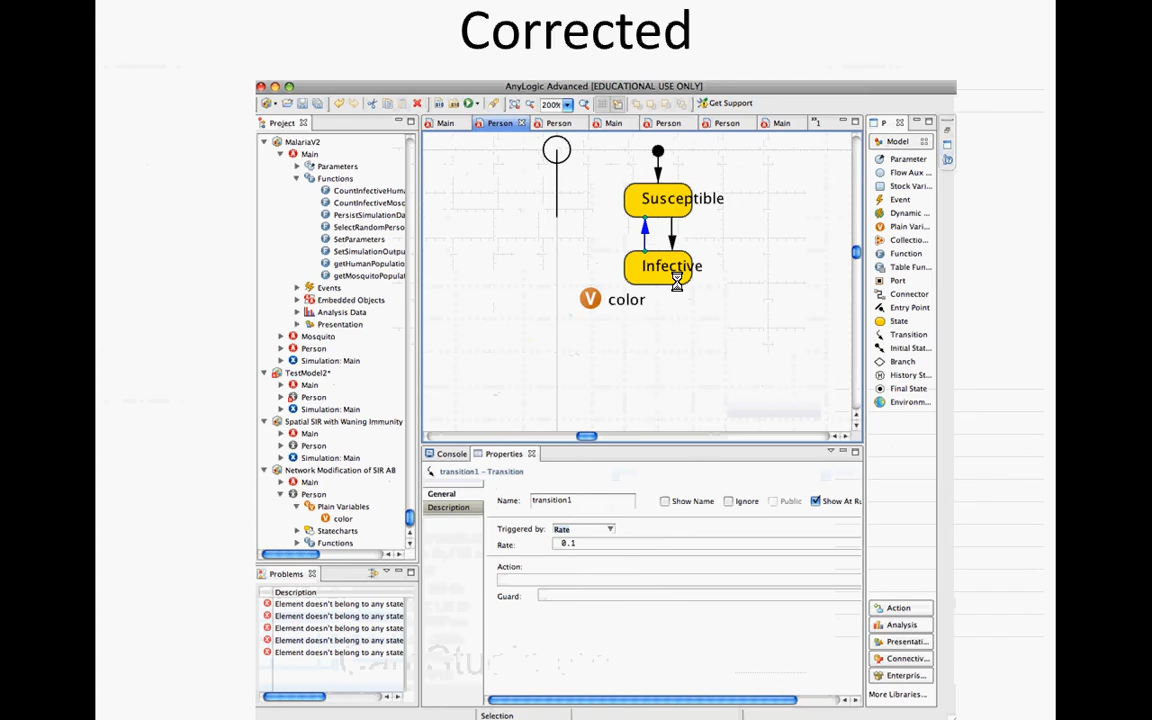 Corrected
AnyLogic Advanced [EDUCATIONAL USE ONLY]
200%
Get Support
Project
Main
Person
Person
Main
Person
Person
Main
"1
P
MalariaV2
Main
Parameters
Functions
CountInfectiveHuma
CountInfectiveMosq
PersistSimulationDa
SelectRandomPerso
SetParameters
SetSimulationOutpu
getHumanPopulatio
getMosquitoPopula
Events
Embedded Objects
Analysis Data
Presentation
Mosquito
Person
Simulation: Main
TestModel2*
Main
Person
Simulation: Main
Spatial SIR with Waning Immunity
Main
Person
Simulation: Main
Network Modification of SIR AB
Main
Person
Plain Variables
color
Statecharts
Functions
Susceptible
Infective
V color
Model
Parameter
Flow Aux ...
Stock Vari...
Event
Dynamic ...
Plain Vari...
Collectio...
Function
Table Fun...
Port
Connector
Entry Point
State
Transition
Initial Stat...
Branch
History St...
Final State
Environm...
Action
Analysis
Presentati...
Connectiv...
Enterpris...
More Libraries...
Console
Properties
transition1 – Transition
General
Description
Name: transition1
Show Name
Ignore
Public
Show At Ru
Triggered by: Rate
Rate: 0.1
Action:
Guard:
Problems
Description
Element doesn't belong to any state
Element doesn't belong to any state
Element doesn't belong to any state
Element doesn't belong to any state
Element doesn't belong to any state
Selection